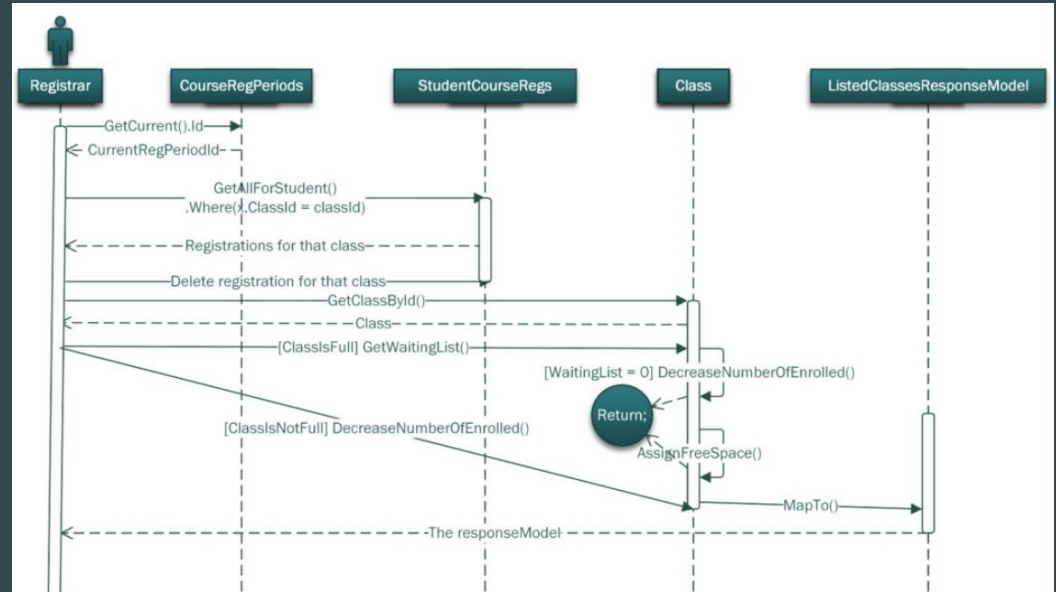 Registrar
CourseRegPeriods
StudentCourseRegs
Class
ListedClassesResponseModel
GetCurrent().Id
CurrentRegPeriodId
GetAllForStudent()
.Where(x.ClassId = classId)
Registrations for that class
Delete registration for that class
GetClassById()
Class
[ClassIsFull] GetWaitingList()
[WaitingList = 0] DecreaseNumberOfEnrolled()
Return;
[ClassIsNotFull] DecreaseNumberOfEnrolled()
AssignFreeSpace()
MapTo()
The responseModel